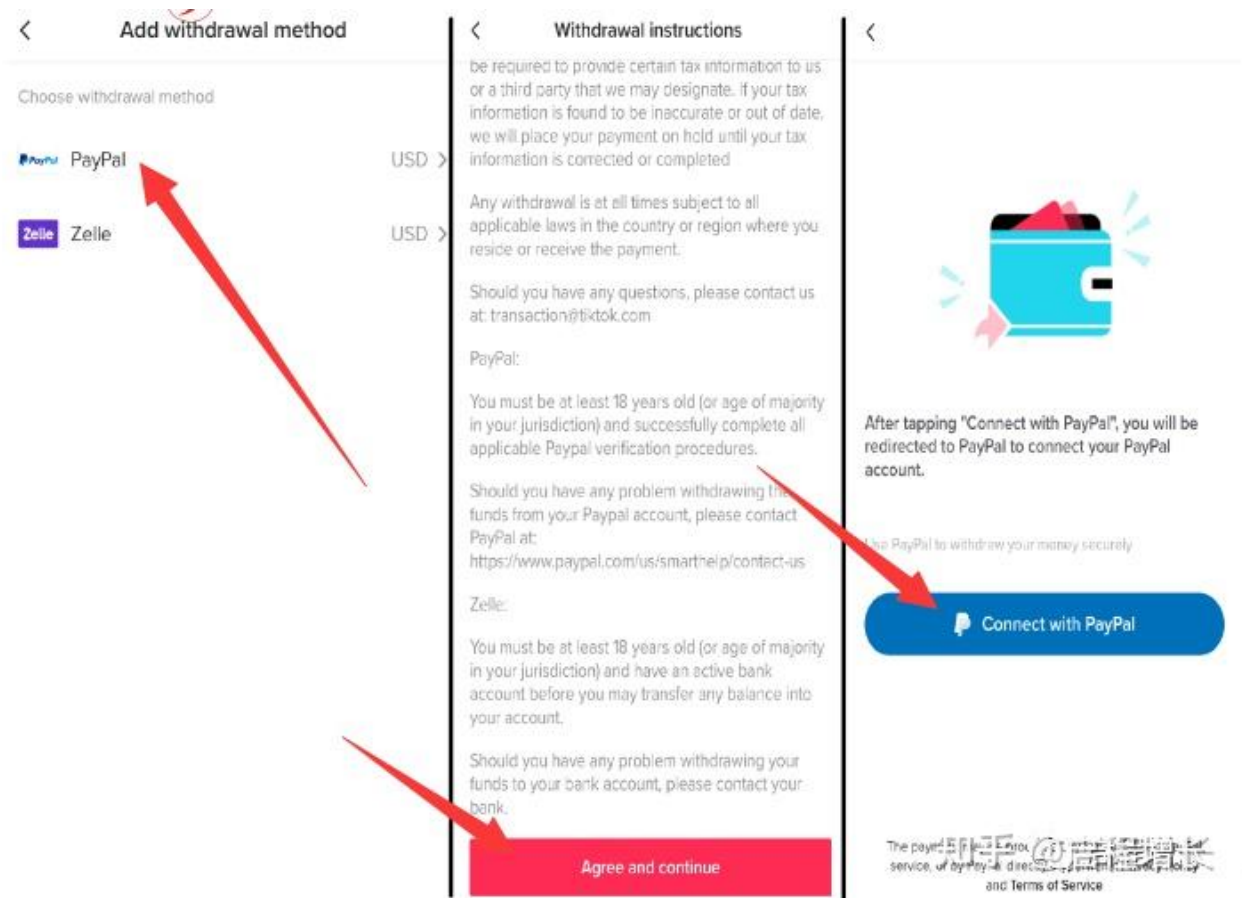 Add withdrawal method
Choose withdrawal method
PayPal PayPal USD
Zelle Zelle USD
Withdrawal instructions
be required to provide certain tax information to us
or a third party that we may designate. If your tax
information is found to be inaccurate or out of date,
we will place your payment on hold until your tax
information is corrected or completed
Any withdrawal is at all times subject to all
applicable laws in the country or region where you
reside or receive the payment.
Should you have any questions, please contact us
at: transaction@tiktok.com
PayPal:
You must be at least 18 years old (or age of majority
in your jurisdiction) and successfully complete all
applicable Paypal verification procedures.
Should you have any problem withdrawing the
funds from your Paypal account, please contact
PayPal at:
https://www.paypal.com/us/smarthelp/contact-us
Zelle:
You must be at least 18 years old (or age of majority
in your jurisdiction) and have an active bank
account before you may transfer any balance into
your account.
Should you have any problem withdrawing your
funds to your bank account, please contact your
bank.
Agree and continue
After tapping "Connect with PayPal", you will be
redirected to PayPal to connect your PayPal
account.
Use PayPal to withdraw your money securely
Connect with PayPal
The
service, or by
and Terms of Service
知乎 @启程增长